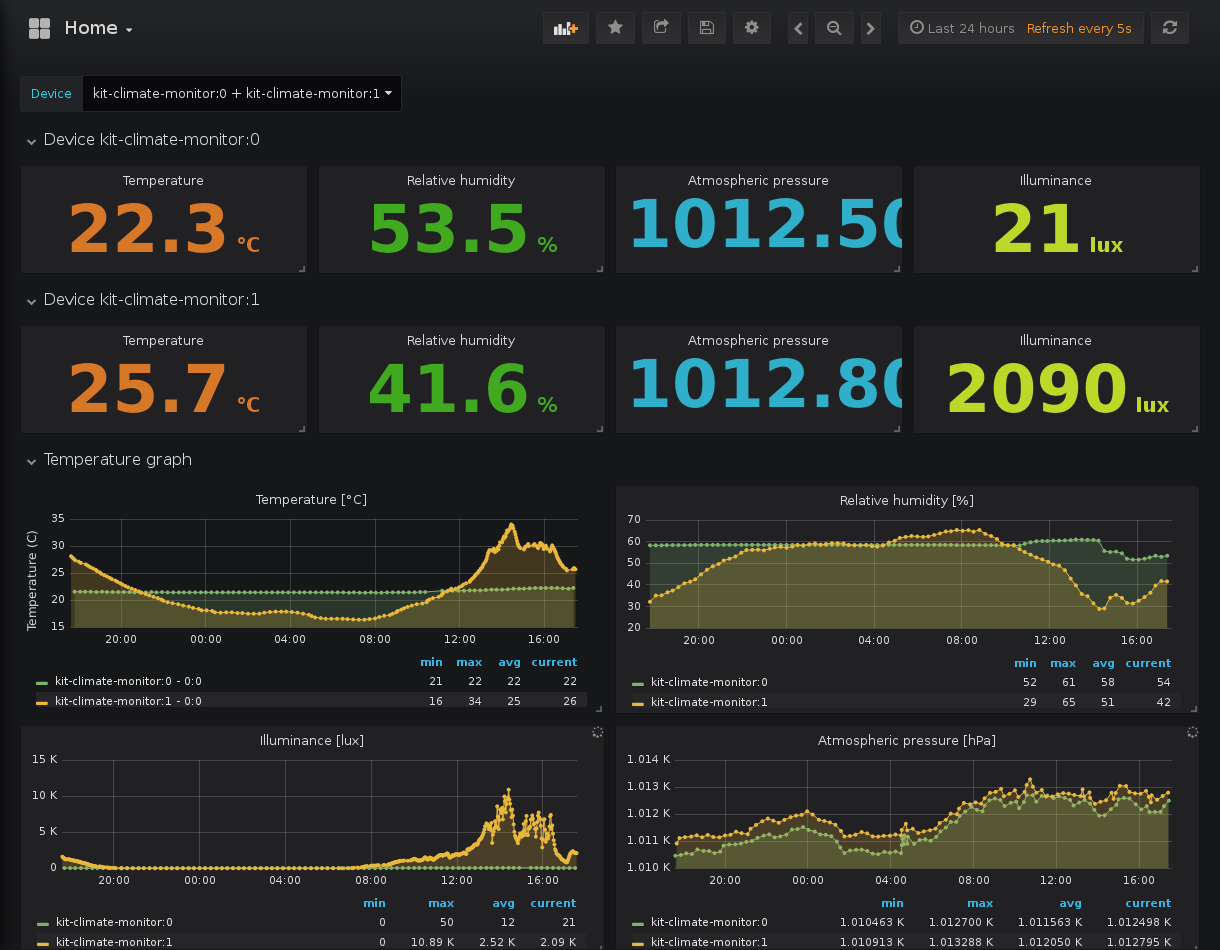 Home
Last 24 hours Refresh every 5s
Device kit-climate-monitor:0 + kit-climate-monitor:1
Device kit-climate-monitor:0
Temperature Relative humidity Atmospheric pressure Illuminance
22.3 °C 53.5 % 1012.50 21 lux
Device kit-climate-monitor:1
Temperature Relative humidity Atmospheric pressure Illuminance
25.7 °C 41.6 % 1012.80 2090 lux
Temperature graph
Temperature [°C]
Temperature (C)
35
30
25
20
15
20:00 00:00 04:00 08:00 12:00 16:00
min max avg current
kit-climate-monitor:0 - 0:0 21 22 22 22
kit-climate-monitor:1 - 0:0 16 34 25 26
Relative humidity [%]
70
60
50
40
30
20
20:00 00:00 04:00 08:00 12:00 16:00
min max avg current
kit-climate-monitor:0 52 61 58 54
kit-climate-monitor:1 29 65 51 42
Illuminance [lux]
15 K
10 K
5 K
0
20:00 00:00 04:00 08:00 12:00 16:00
min max avg current
kit-climate-monitor:0 0 50 12 21
kit-climate-monitor:1 0 10.89 K 2.52 K 2.09 K
Atmospheric pressure [hPa]
1.014 K
1.013 K
1.012 K
1.011 K
1.010 K
20:00 00:00 04:00 08:00 12:00 16:00
min max avg current
kit-climate-monitor:0 1.010463 K 1.012700 K 1.011563 K 1.012498 K
kit-climate-monitor:1 1.010913 K 1.013288 K 1.012050 K 1.012795 K